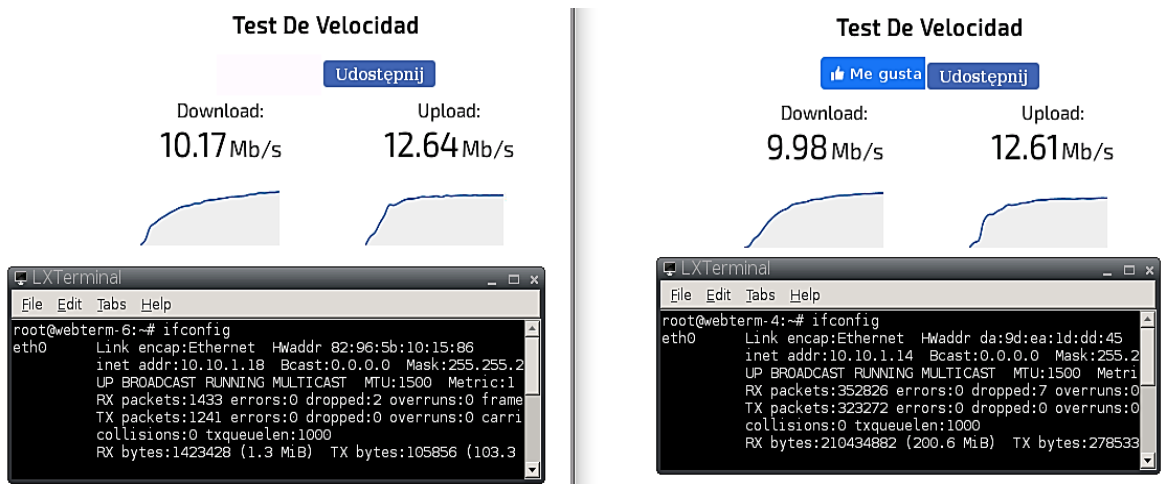 Test De Velocidad
Udostępnij
Download:
Upload:
10.17 Mb/s
12.64 Mb/s
LXTerminal
File Edit Tabs Help
root@webterm-6:~# ifconfig
eth0 Link encap:Ethernet HWaddr 82:96:5b:10:15:86
inet addr:10.10.1.18 Bcast:0.0.0.0 Mask:255.255.2
UP BROADCAST RUNNING MULTICAST MTU:1500 Metric:1
RX packets:1433 errors:0 dropped:2 overruns:0 frame
TX packets:1241 errors:0 dropped:0 overruns:0 carri
collisions:0 txqueuelen:1000
RX bytes:1423428 (1.3 MiB) TX bytes:105856 (103.3
Test De Velocidad
Me gusta Udostępnij
Download:
Upload:
9.98 Mb/s
12.61 Mb/s
LXTerminal
File Edit Tabs Help
root@webterm-4:~# ifconfig
eth0 Link encap:Ethernet HWaddr da:9d:ea:1d:dd:45
inet addr:10.10.1.14 Bcast:0.0.0.0 Mask:255.2
UP BROADCAST RUNNING MULTICAST MTU:1500 Metri
RX packets:352826 errors:0 dropped:7 overruns:0
TX packets:323272 errors:0 dropped:0 overruns:0
collisions:0 txqueuelen:1000
RX bytes:210434882 (200.6 MiB) TX bytes:278533